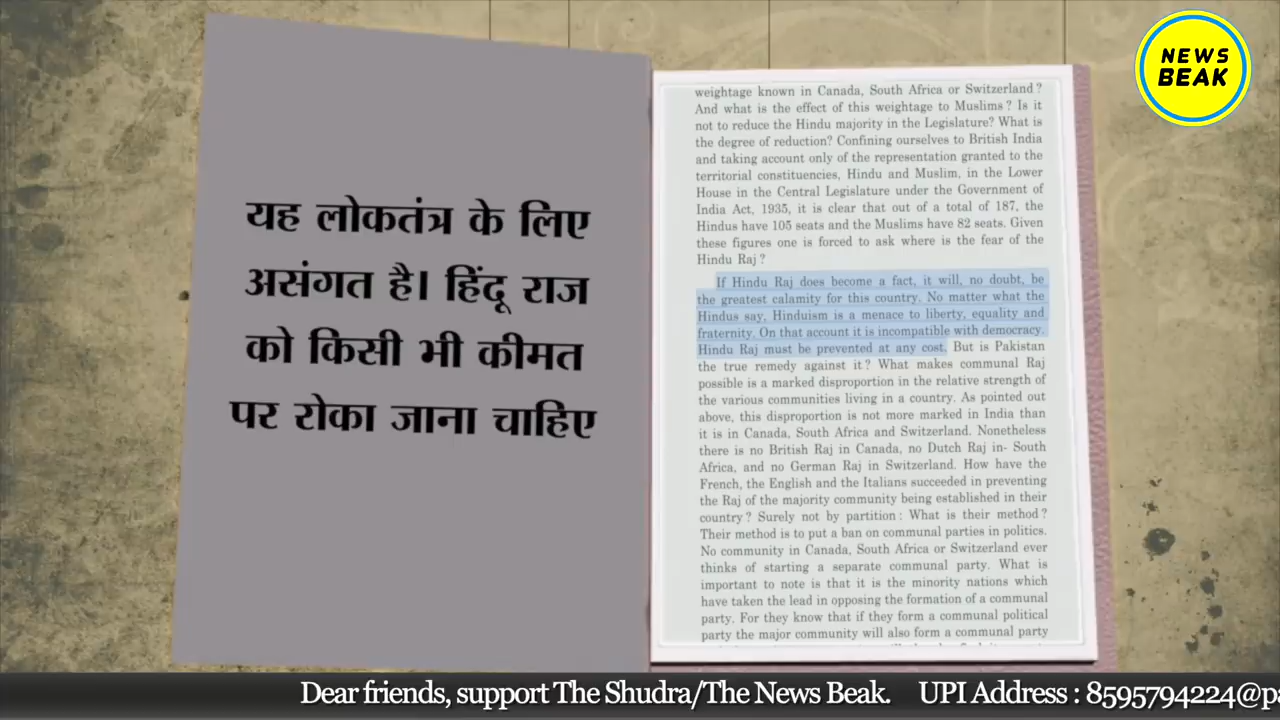 यह लोकतंत्र के लिए
असंगत है। हिंदू राज
को किसी भी कीमत
पर रोका जाना चाहिए
weightage known in Canada, South Africa or Switzerland?
And what is the effect of this weightage to Muslims? Is it
not to reduce the Hindu majority in the Legislature? What is
the degree of reduction? Confining ourselves to British India
and taking account only of the representation granted to the
territorial constituencies, Hindu and Muslim, in the Lower
House in the Central Legislature under the Government of
India Act, 1935, it is clear that out of a total of 187, the
Hindus have 105 seats and the Muslims have 82 seats. Given
these figures one is forced to ask where is the fear of the
Hindu Raj?
If Hindu Raj does become a fact, it will, no doubt, be
the greatest calamity for this country. No matter what the
Hindus say, Hinduism is a menace to liberty, equality and
fraternity. On that account it is incompatible with democracy.
Hindu Raj must be prevented at any cost. But is Pakistan
the true remedy against it? What makes communal Raj
possible is a marked disproportion in the relative strength of
the various communities living in a country. As pointed out
above, this disproportion is not more marked in India than
it is in Canada, South Africa and Switzerland. Nonetheless
there is no British Raj in Canada, no Dutch Raj in- South
Africa, and no German Raj in Switzerland. How have the
French, the English and the Italians succeeded in preventing
the Raj of the majority community being established in their
country? Surely not by partition: What is their method?
Their method is to put a ban on communal parties in politics.
No community in Canada, South Africa or Switzerland ever
thinks of starting a separate communal party. What is
important to note is that it is the minority nations which
have taken the lead in opposing the formation of a communal
party. For they know that if they form a communal political
party the major community will also form a communal party
NEWS
BEAK
Dear friends, support The Shudra/The News Beak. UPI Address : 8595794224@pa